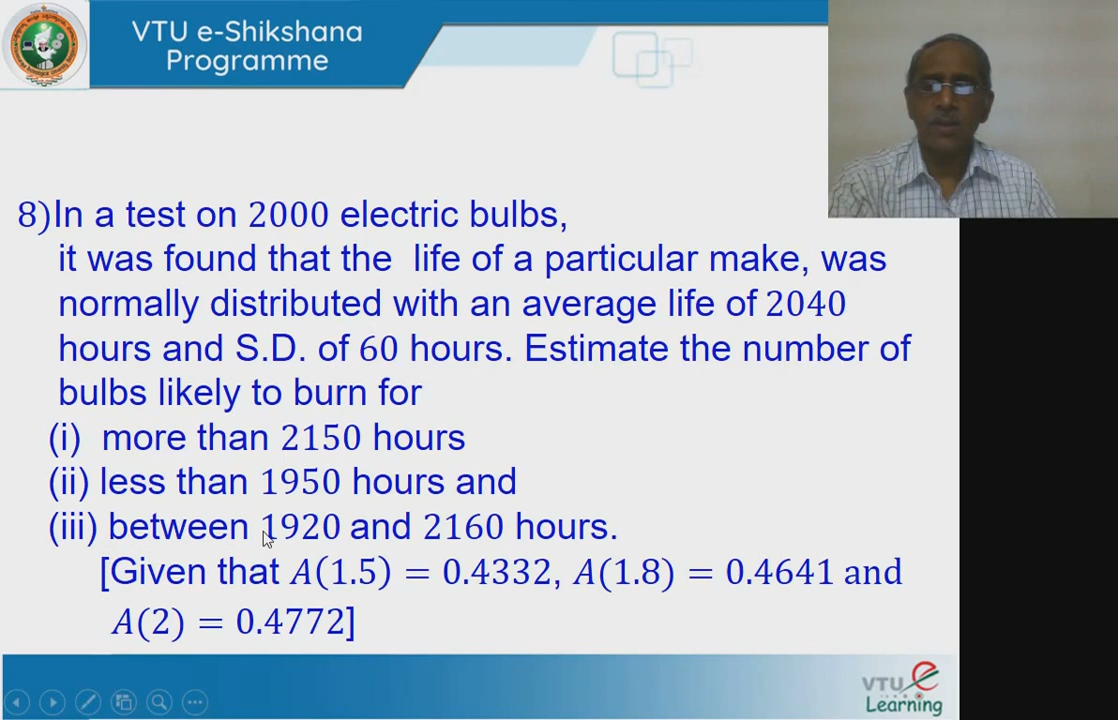 VTU e-Shikshana
Programme
8)In a test on 2000 electric bulbs,
it was found that the life of a particular make, was
normally distributed with an average life of 2040
hours and S.D. of 60 hours. Estimate the number of
bulbs likely to burn for
(i) more than 2150 hours
(ii) less than 1950 hours and
(iii) between 1920 and 2160 hours.
[Given that A(1.5) = 0.4332, A(1.8) = 0.4641 and
A(2) = 0.4772]
VTU e
Learning